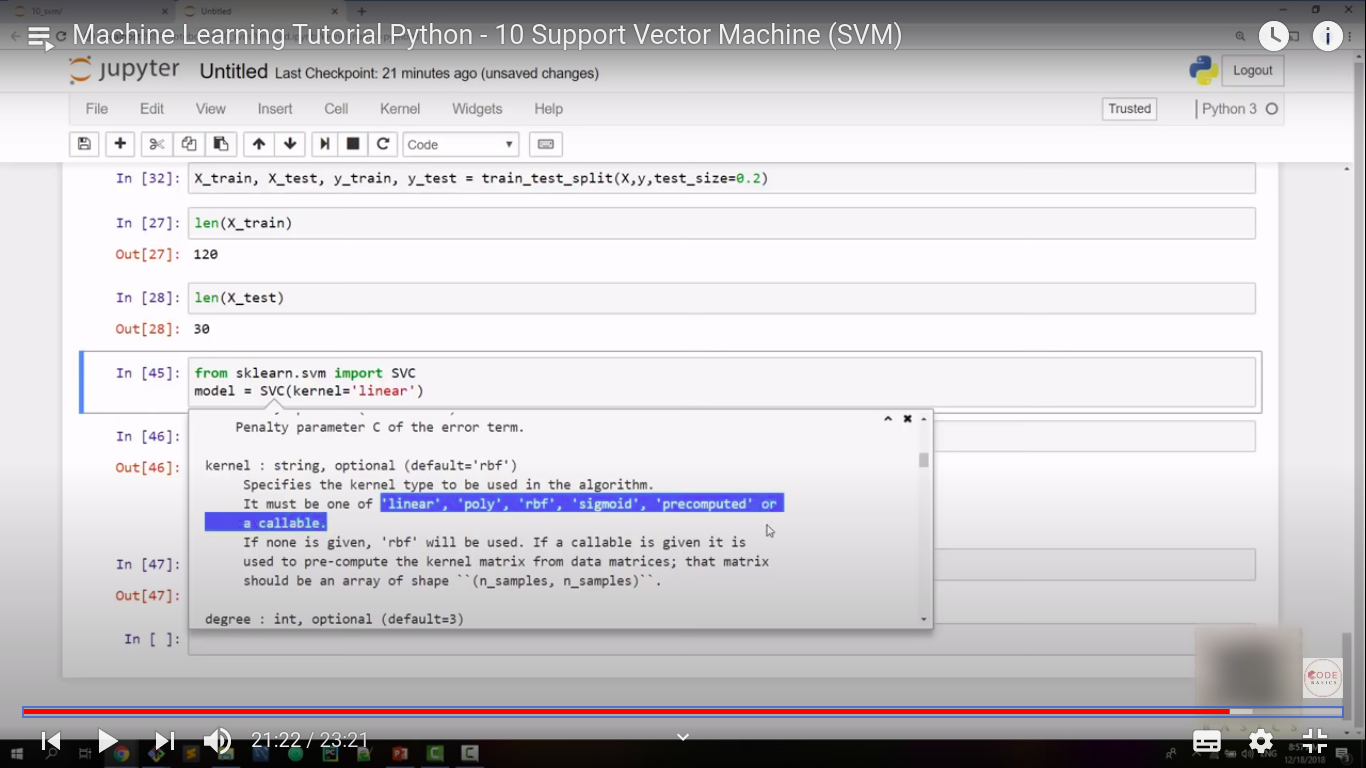 10_svm/
Untitled
Machine Learning Tutorial Python - 10 Support Vector Machine (SVM)
jupyter Untitled Last Checkpoint: 21 minutes ago (unsaved changes)
Logout
File Edit View Insert Cell Kernel Widgets Help
Trusted
Python 3
Code
In [32]: X_train, X_test, y_train, y_test = train_test_split(X,y,test_size=0.2)
In [27]: len(X_train)
Out[27]: 120
In [28]: len(X_test)
Out[28]: 30
In [45]: from sklearn.svm import SVC
model = SVC(kernel='linear')
Penalty parameter C of the error term.
In [46]:
kernel : string, optional (default='rbf')
Out[46]:
Specifies the kernel type to be used in the algorithm.
It must be one of 'linear', 'poly', 'rbf', 'sigmoid', 'precomputed' or
a callable.
If none is given, 'rbf' will be used. If a callable is given it is
used to pre-compute the kernel matrix from data matrices; that matrix
In [47]:
should be an array of shape ``(n_samples, n_samples)``.
Out[47]:
degree : int, optional (default=3)
In [ ]:
CODE
BASICS
21:22 / 23:21
ENG
12/18/2018